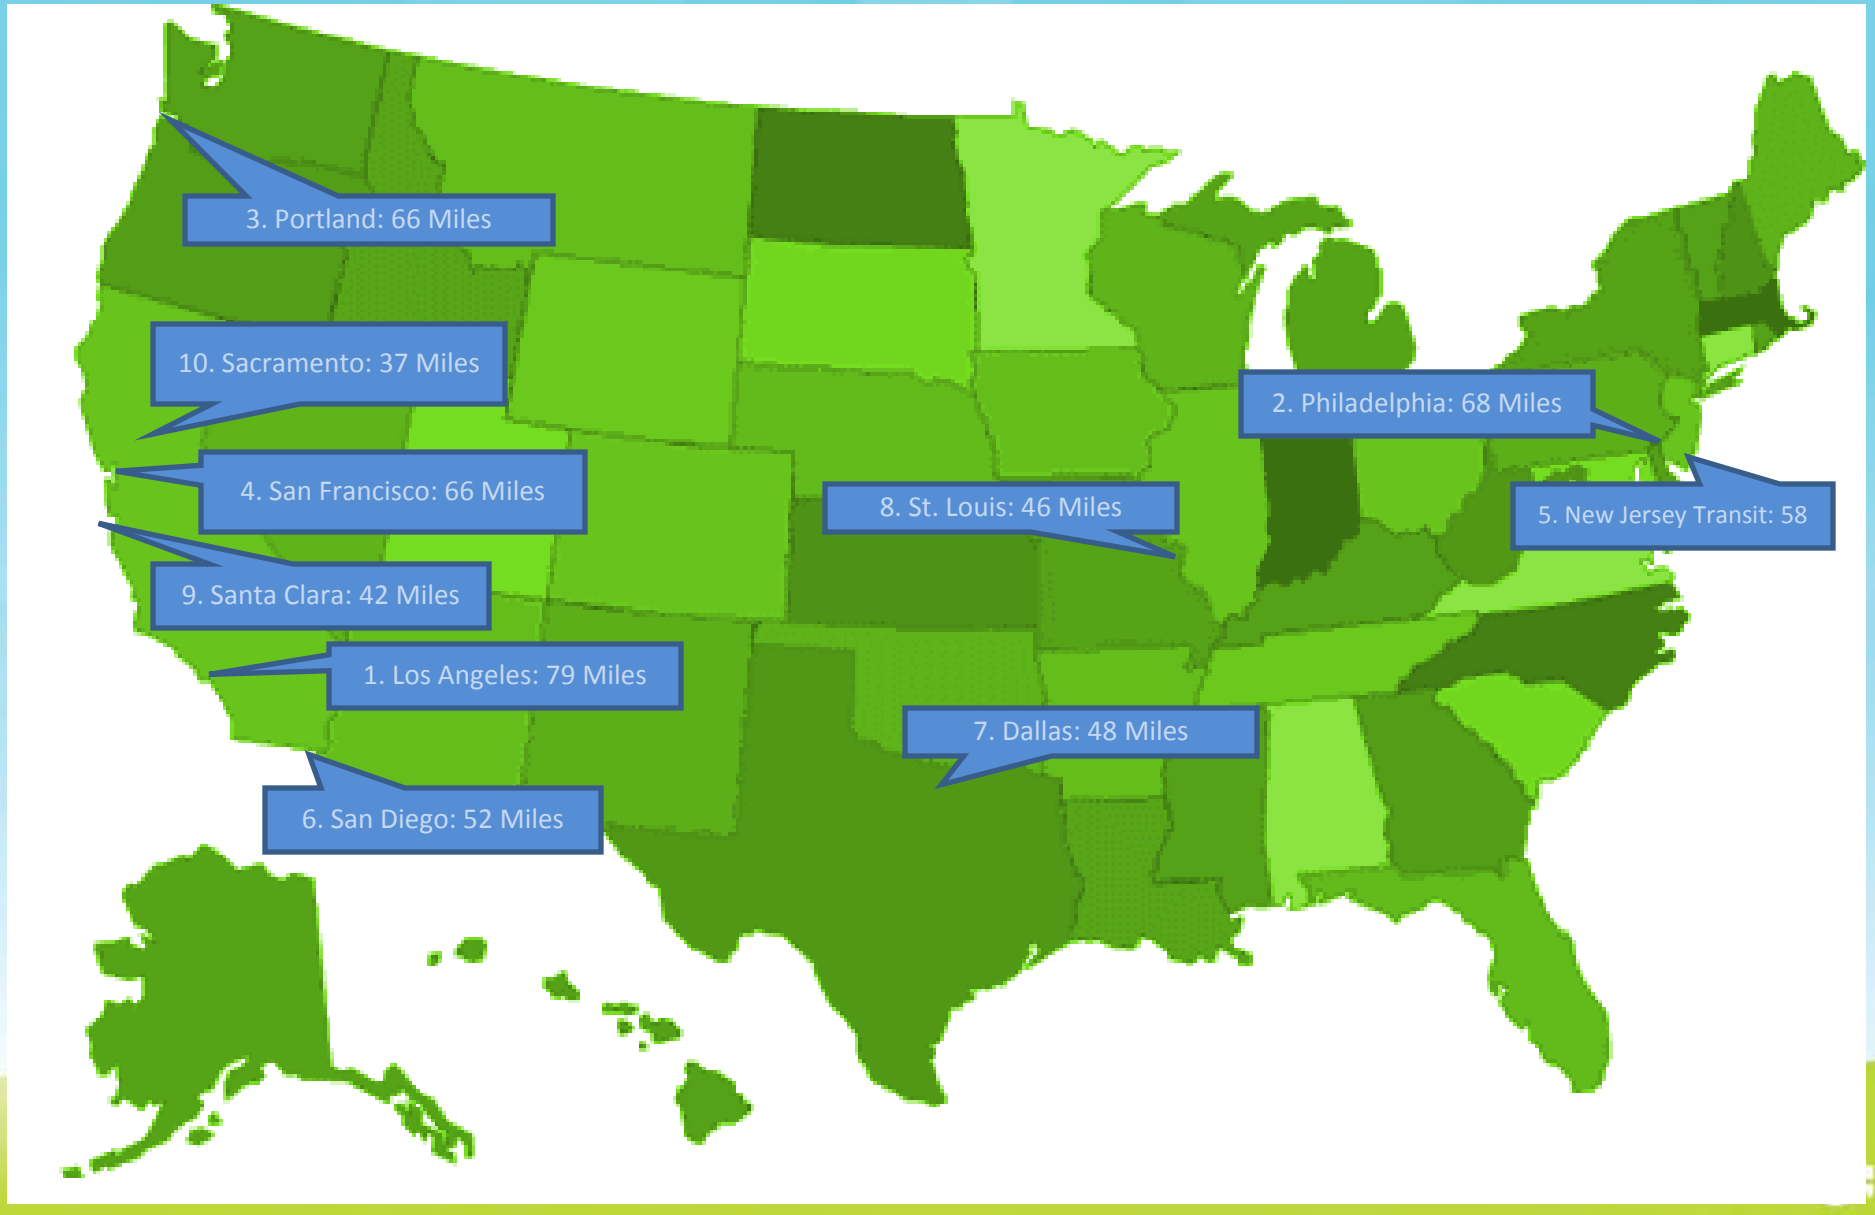 3. Portland: 66 Miles
10. Sacramento: 37 Miles
2. Philadelphia: 68 Miles
4. San Francisco: 66 Miles
8. St. Louis: 46 Miles
5. New Jersey Transit: 58
9. Santa Clara: 42 Miles
1. Los Angeles: 79 Miles
7. Dallas: 48 Miles
6. San Diego: 52 Miles